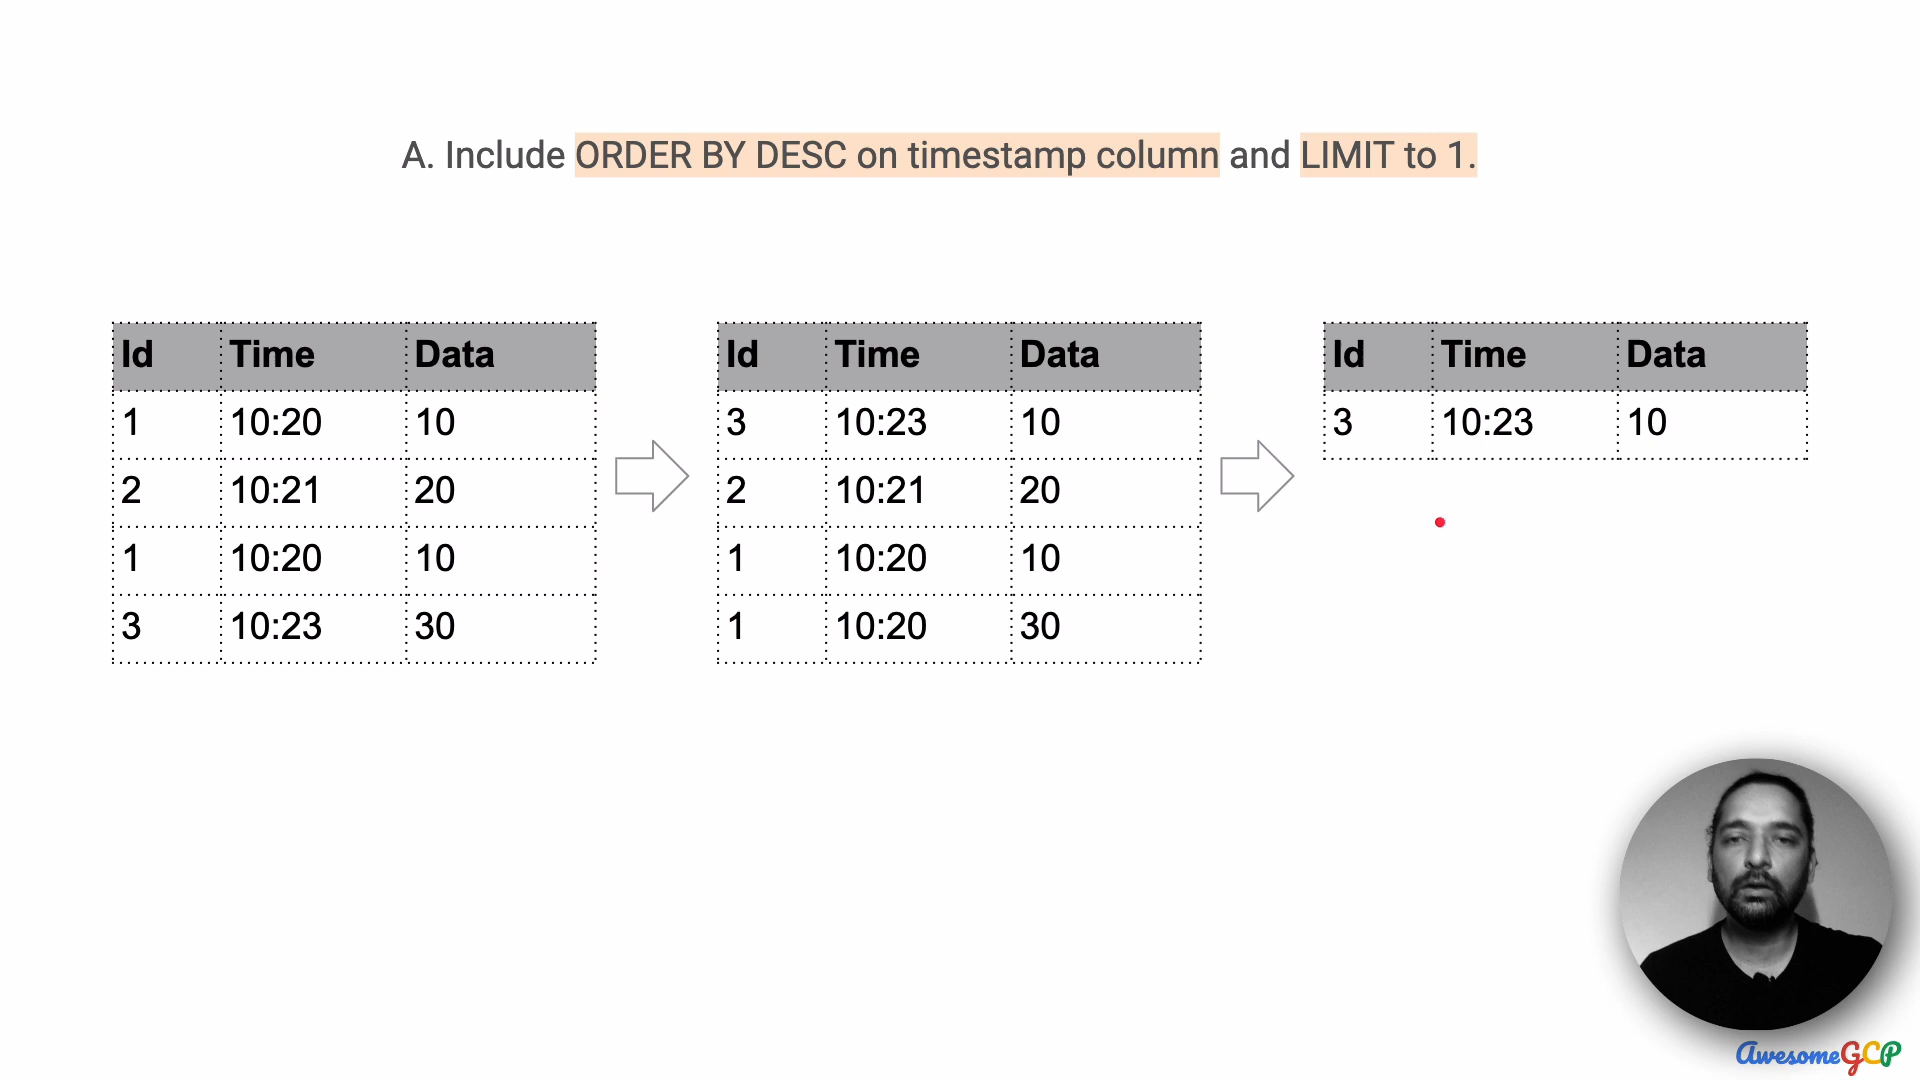 A. Include ORDER BY DESC on timestamp column and LIMIT to 1.
Id Time Data
1 10:20 10
2 10:21 20
1 10:20 10
3 10:23 30
Id Time Data
3 10:23 10
2 10:21 20
1 10:20 10
1 10:20 30
Id Time Data
3 10:23 10
AwesomeGCP